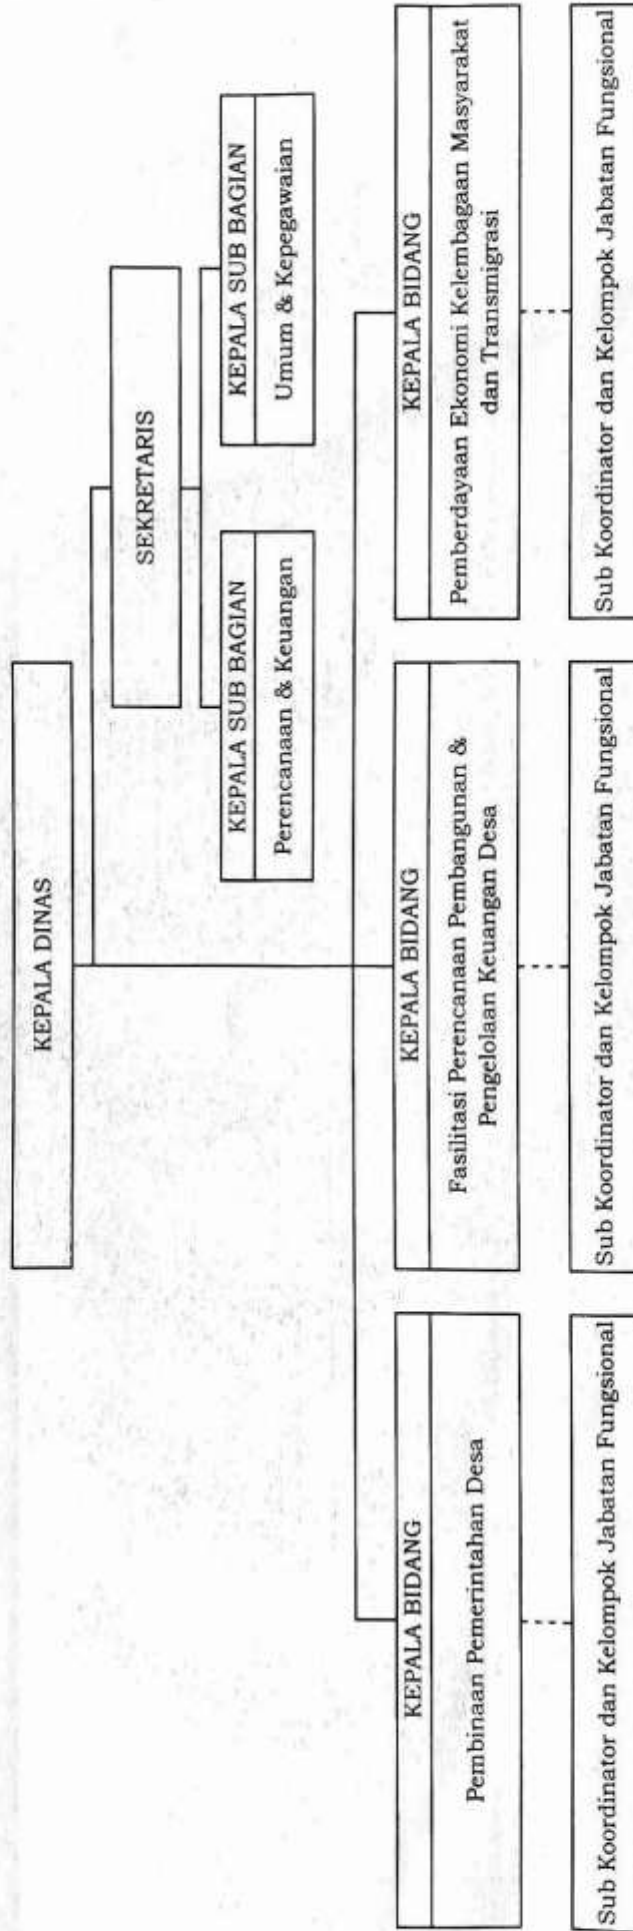 KEPALA DINAS
SEKRETARIS
KEPALA SUB BAGIAN
Perencanaan & Keuangan
KEPALA SUB BAGIAN
Umum & Kepegawaian
KEPALA BIDANG
Pembinaan Pemerintahan Desa
KEPALA BIDANG
Fasilitasi Perencanaan Pembangunan &
Pengelolaan Keuangan Desa
KEPALA BIDANG
Pemberdayaan Ekonomi Kelembagaan Masyarakat
dan Transmigrasi
Sub Koordinator dan Kelompok Jabatan Fungsional
Sub Koordinator dan Kelompok Jabatan Fungsional
Sub Koordinator dan Kelompok Jabatan Fungsional